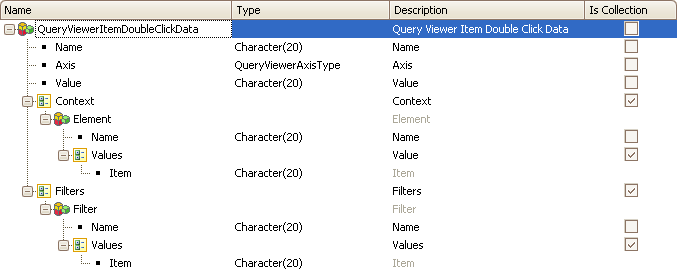 Name Type Description Is Collection
QueryViewerItemDoubleClickData Query Viewer Item Double Click Data
Name Character(20) Name
Axis QueryViewerAxisType Axis
Value Character(20) Value
Context Context
Element Element
Name Character(20) Name
Values Value
Item Character(20) Item
Filters Filters
Filter Filter
Name Character(20) Name
Values Values
Item Character(20) Item